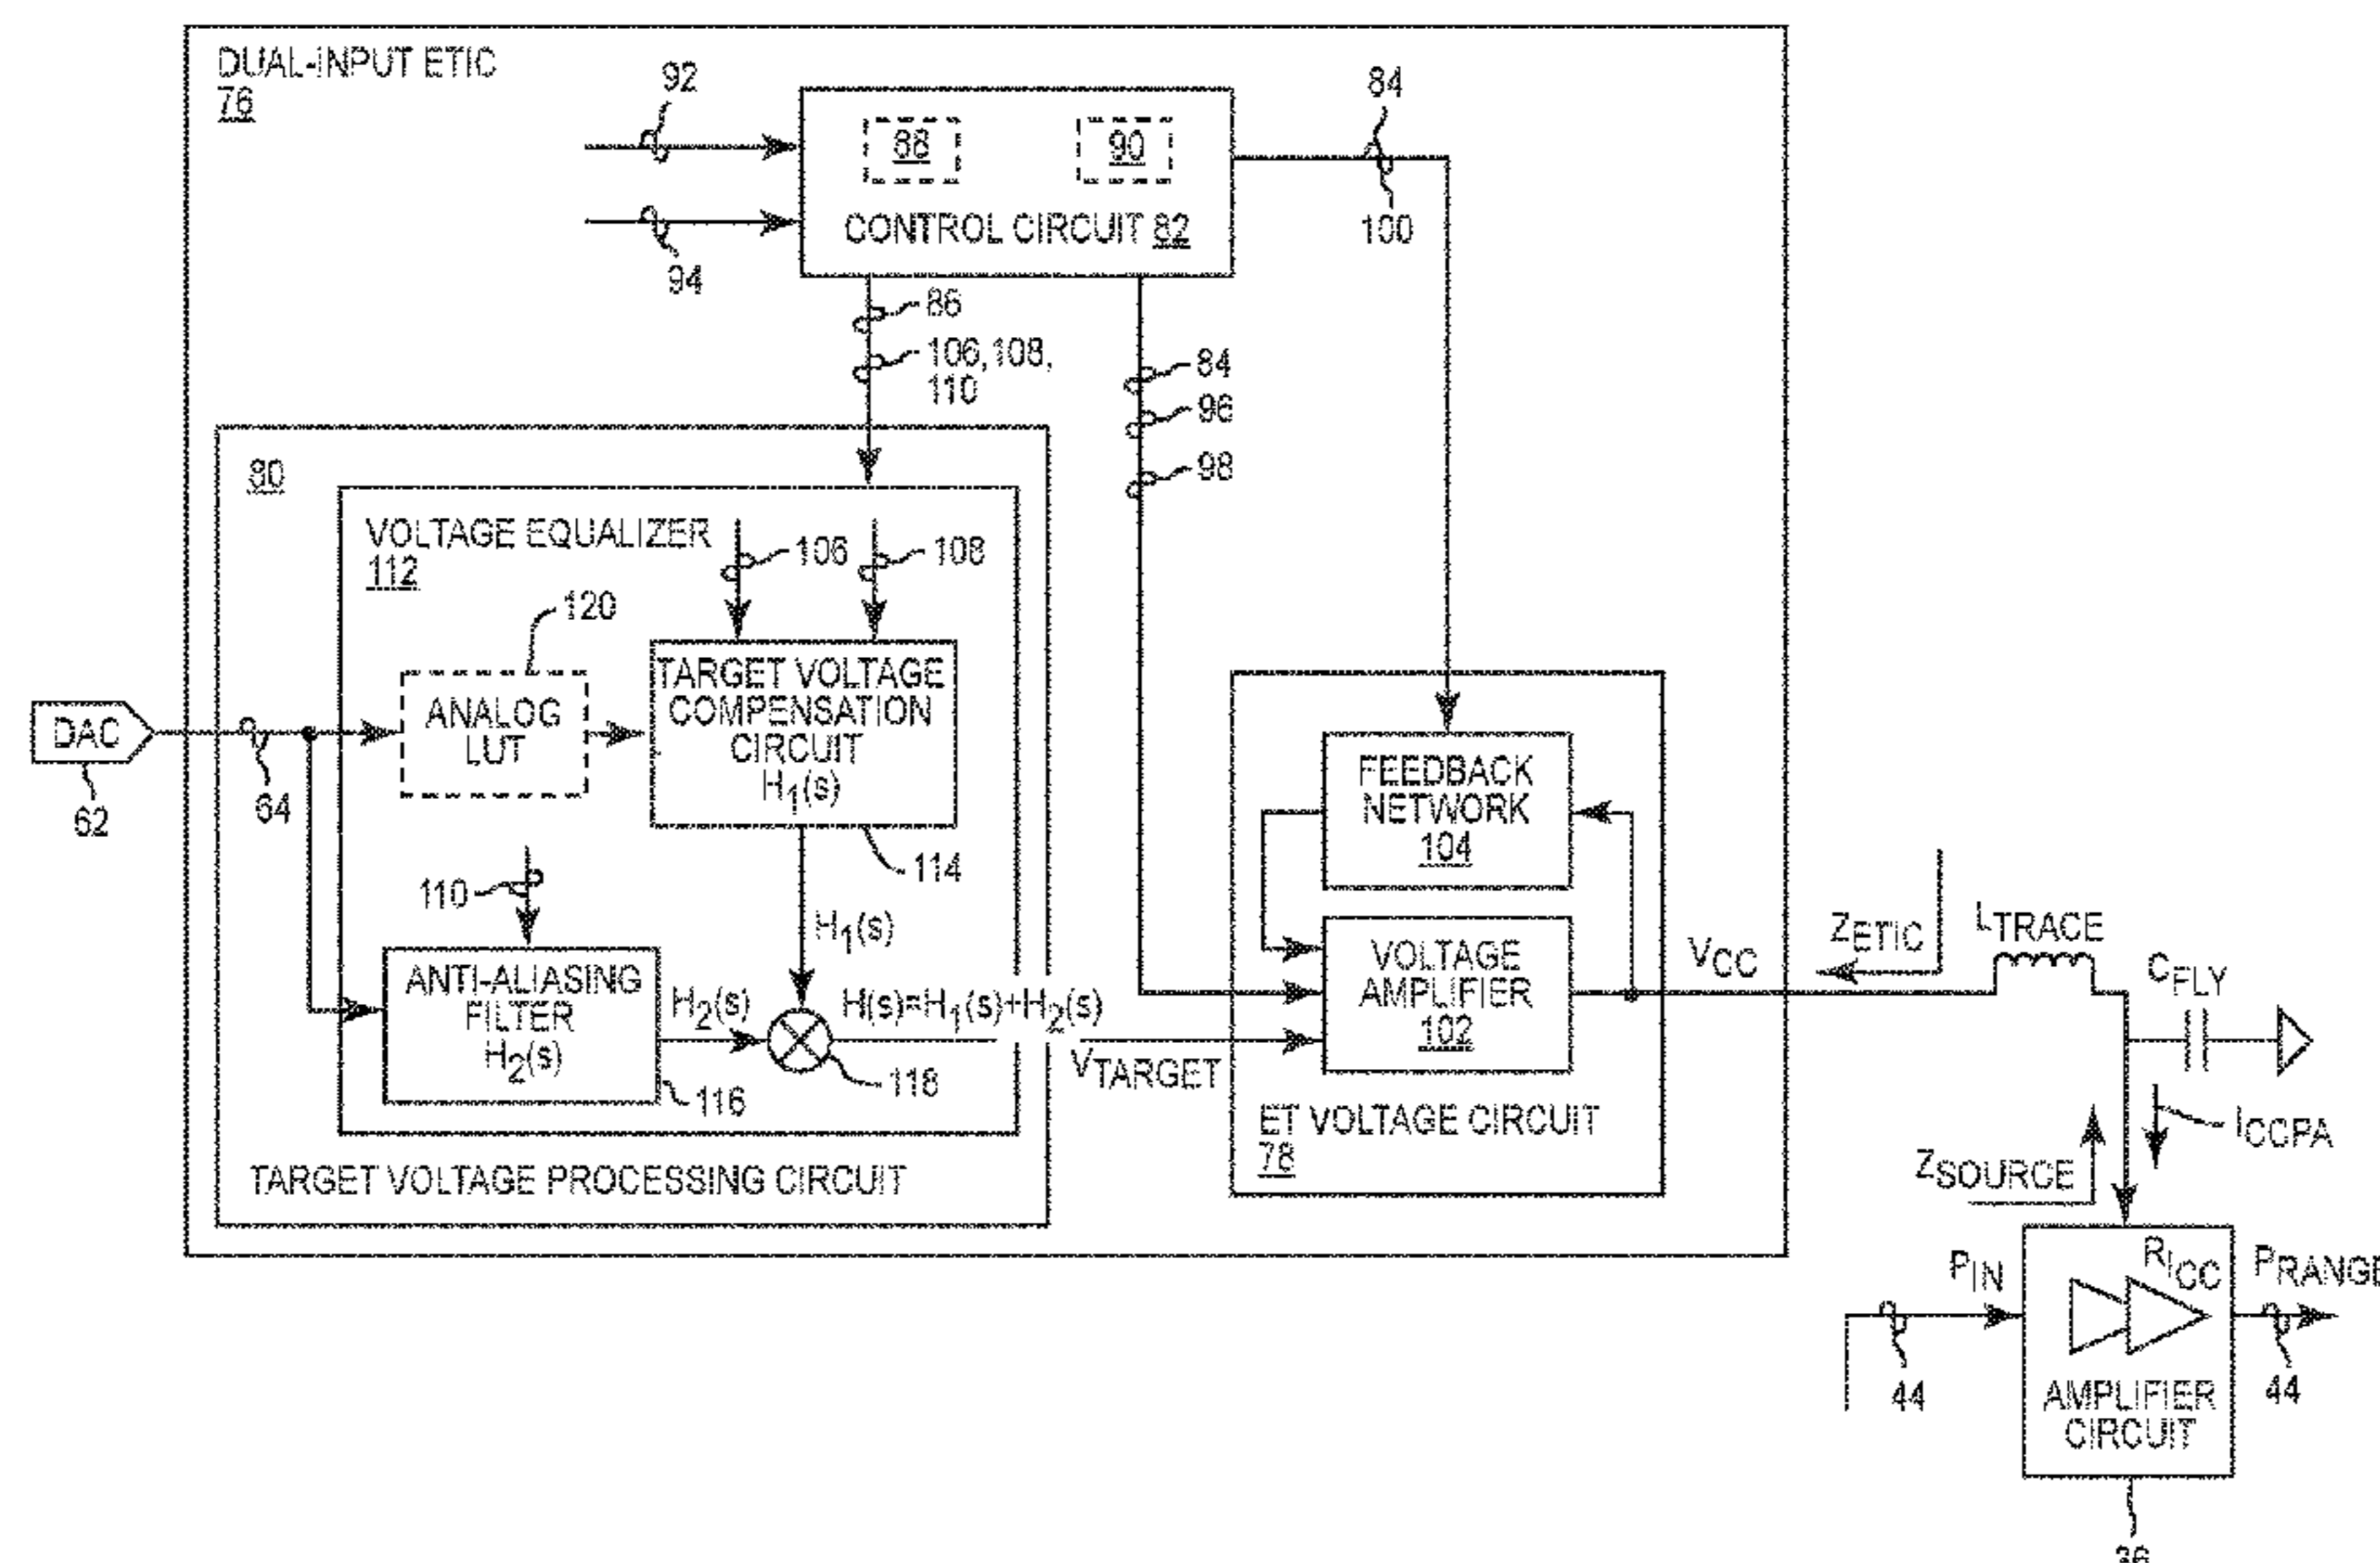 DUAL-INPUT ETIC
76
92
94
88
90
CONTROL CIRCUIT 82
84
100
86
106,108,
110
84
96
98
80
VOLTAGE EQUALIZER
112
106
108
120
ANALOG
LUT
TARGET VOLTAGE
COMPENSATION
CIRCUIT
H1(s)
114
DAC
62
64
110
H1(s)
ANTI-ALIASING
FILTER
H2(s)
116
H2(s)
H(s)=H1(s)+H2(s)
118
VTARGET
TARGET VOLTAGE PROCESSING CIRCUIT
FEEDBACK
NETWORK
104
VOLTAGE
AMPLIFIER
102
ET VOLTAGE CIRCUIT
78
VCC
ZETIC
LTRACE
CFLY
ICCPA
ZSOURCE
PIN
RICC
PRANGE
44
44
AMPLIFIER
CIRCUIT
36